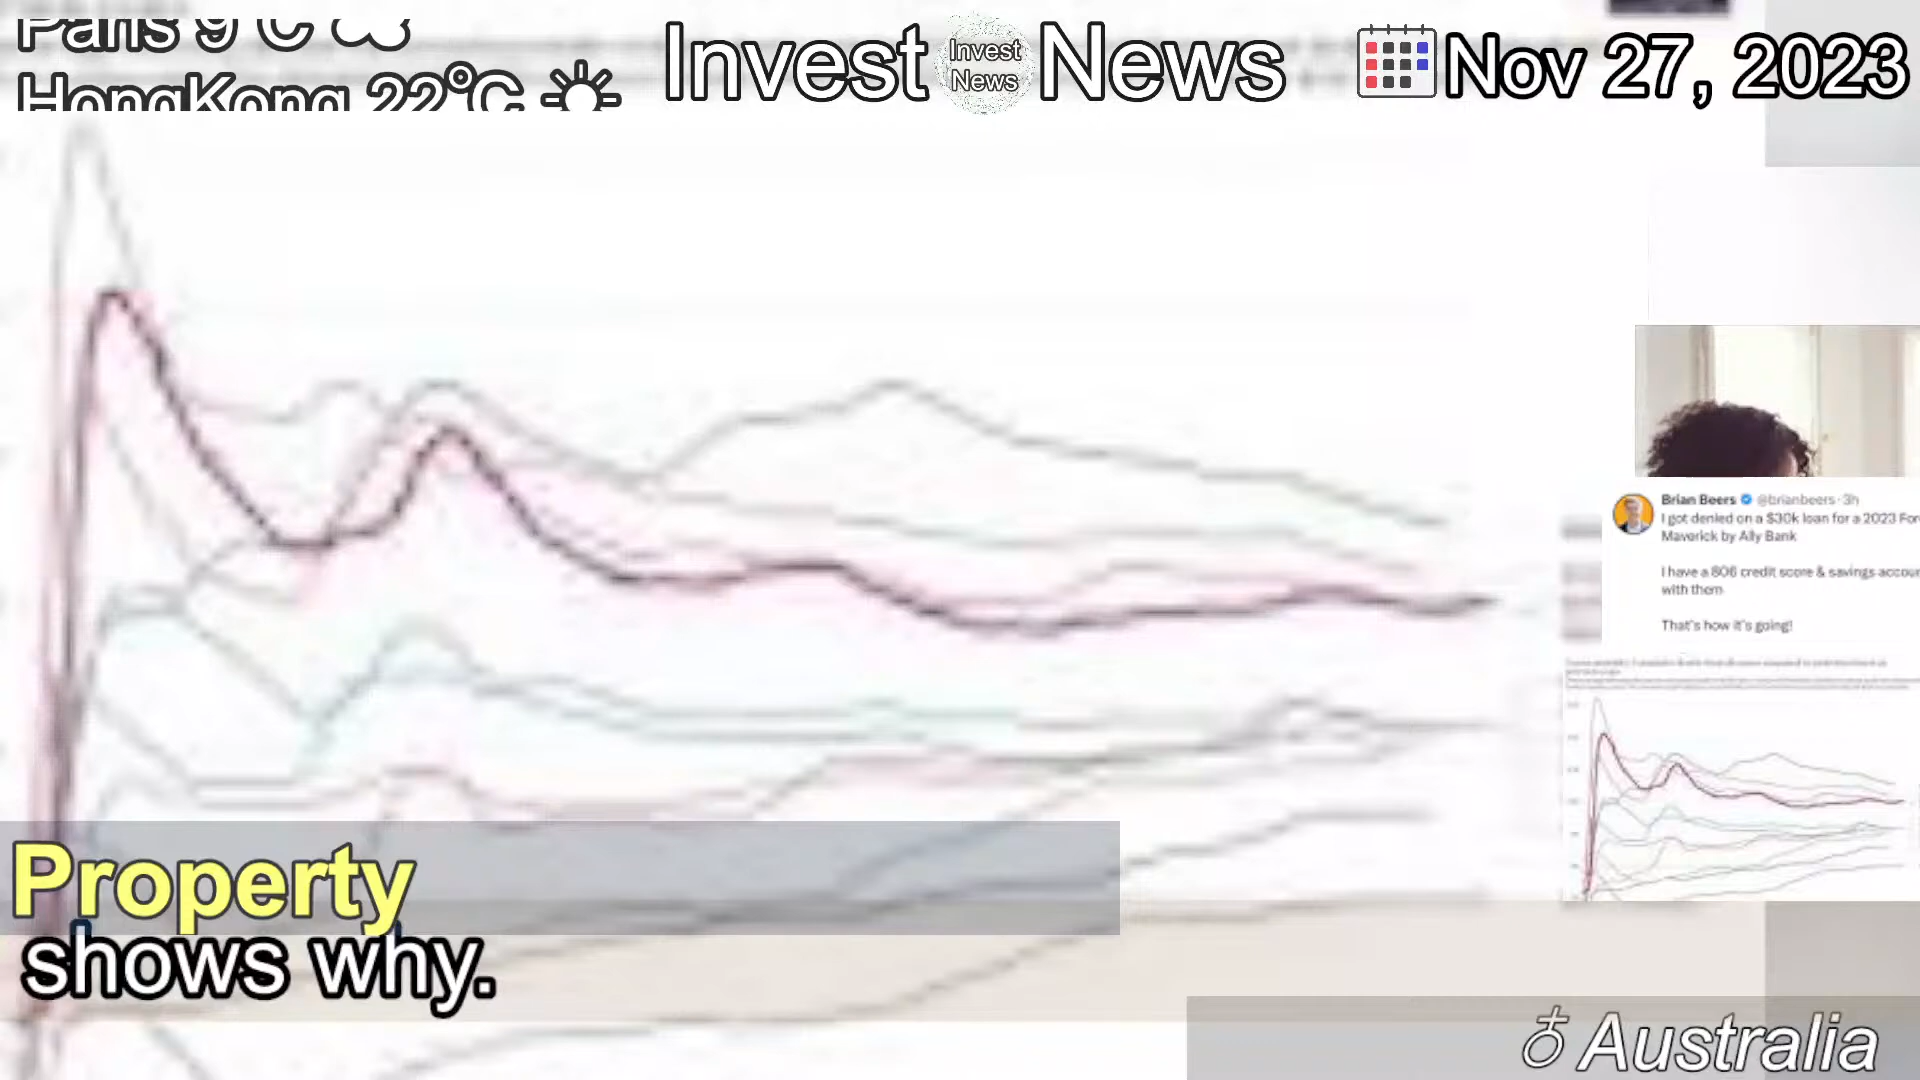 Paris 9°C
HongKong 22°C
Invest
Invest
News
News
Nov 27, 2023
Brian Beers @brianbeers · 3h
I got denied on a $30k loan for a 2023
Maverick by Ally Bank
I have a 806 credit score & savings
with them
That's how it's going!
Property
shows why.
Australia